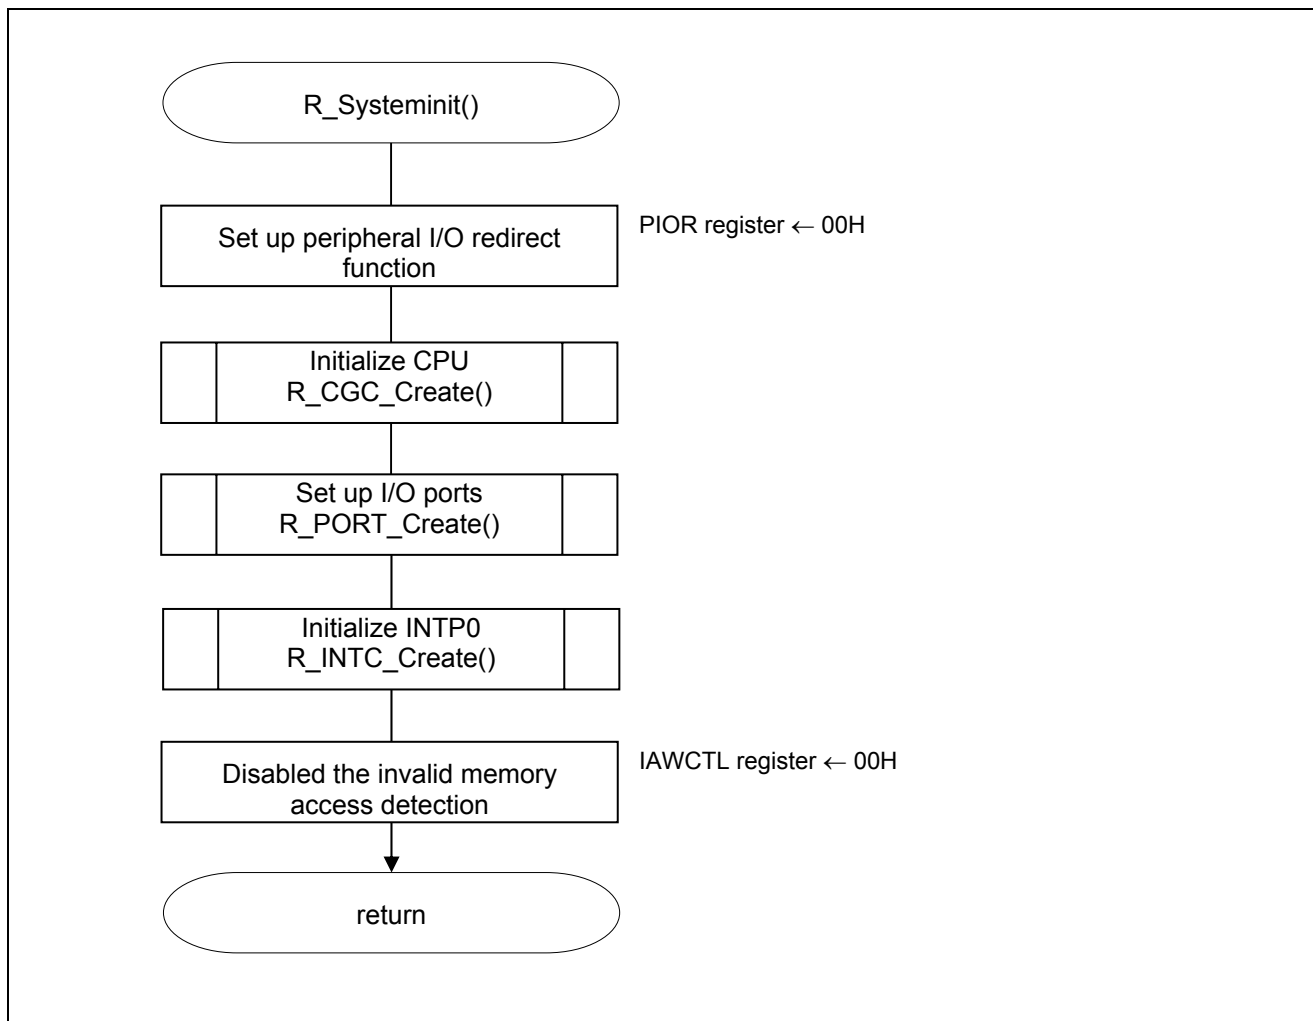 R_Systeminit()
Set up peripheral I/O redirect
function
PIOR register ← 00H
Initialize CPU
R_CGC_Create()
Set up I/O ports
R_PORT_Create()
Initialize INTP0
R_INTC_Create()
Disabled the invalid memory
access detection
IAWCTL register ← 00H
return